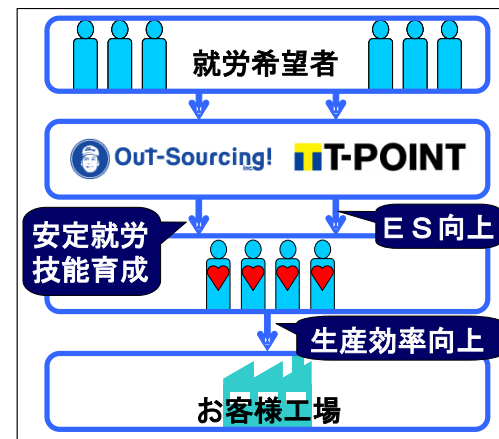 就労希望者
OUT-SOURCING! inc.
T-POINT
安定就労
技能育成
ES向上
生産効率向上
お客様工場